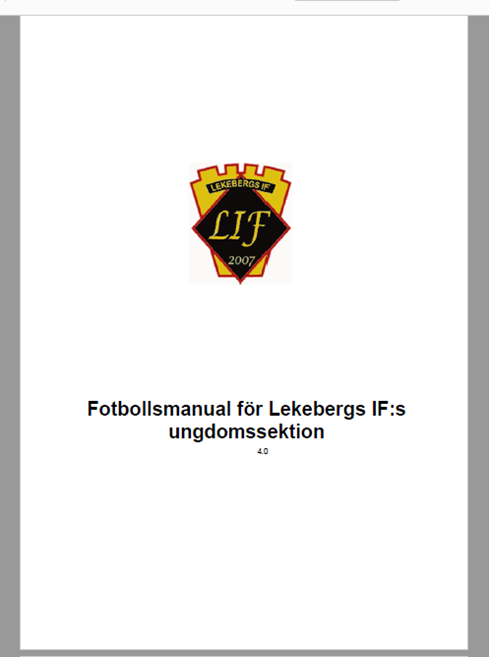 LEKEBERGS IF
LIF
2007
Fotbollsmanual för Lekebergs IF:s
ungdomssektion
4.0